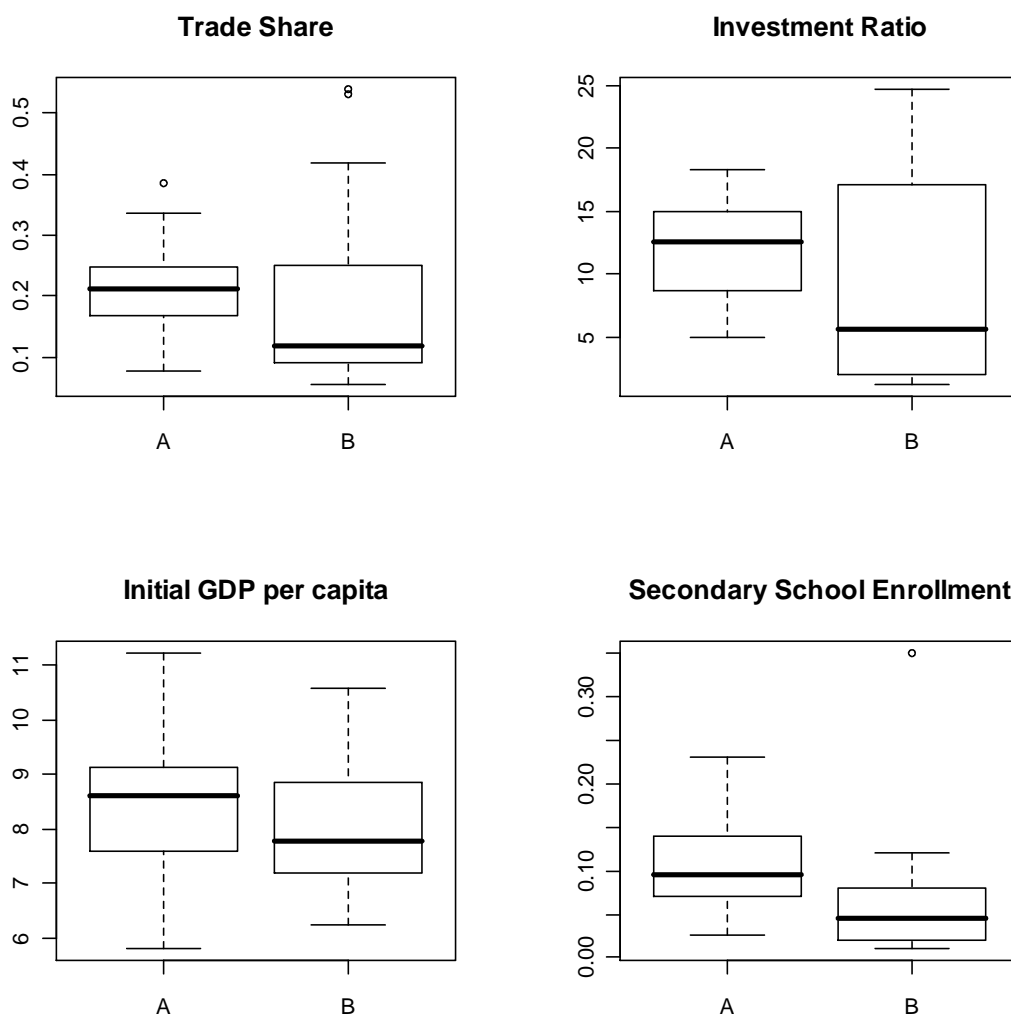 Trade Share
0.5
0.4
0.3
0.2
0.1
A
B
Investment Ratio
25
20
15
10
5
A
B
Initial GDP per capita
11
10
9
8
7
6
A
B
Secondary School Enrollment
0.30
0.20
0.10
0.00
A
B